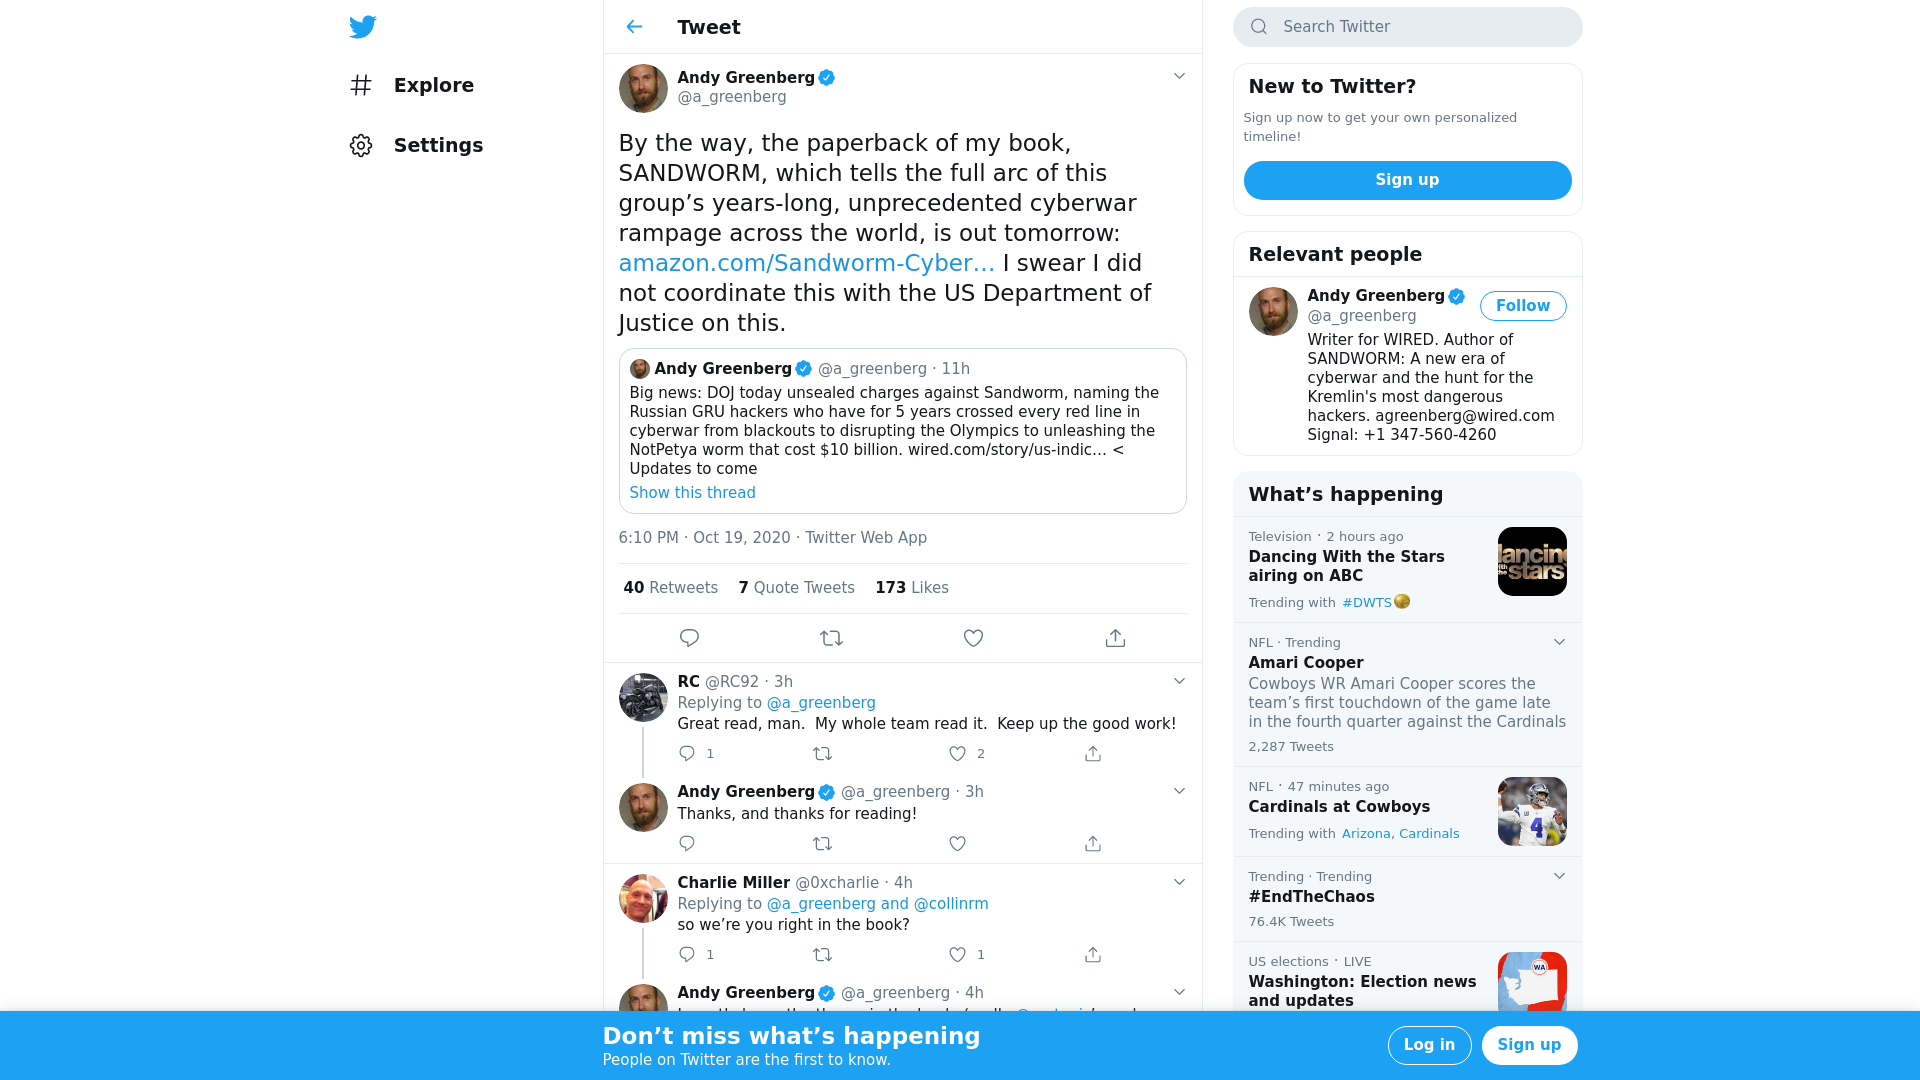 Explore
Settings
Tweet
Andy Greenberg
@a_greenberg
By the way, the paperback of my book,
SANDWORM, which tells the full arc of this
group’s years-long, unprecedented cyberwar
rampage across the world, is out tomorrow:
amazon.com/Sandworm-Cyber… I swear I did
not coordinate this with the US Department of
Justice on this.
Andy Greenberg @a_greenberg · 11h
Big news: DOJ today unsealed charges against Sandworm, naming the
Russian GRU hackers who have for 5 years crossed every red line in
cyberwar from blackouts to disrupting the Olympics to unleashing the
NotPetya worm that cost $10 billion. wired.com/story/us-indic… <
Updates to come
Show this thread
6:10 PM · Oct 19, 2020 · Twitter Web App
40 Retweets 7 Quote Tweets 173 Likes
RC @RC92 · 3h
Replying to @a_greenberg
Great read, man. My whole team read it. Keep up the good work!
1 2
Andy Greenberg @a_greenberg · 3h
Thanks, and thanks for reading!
Charlie Miller @0xcharlie · 4h
Replying to @a_greenberg and @collinrm
so we’re you right in the book?
1 1
Andy Greenberg @a_greenberg · 4h
Search Twitter
New to Twitter?
Sign up now to get your own personalized
timeline!
Sign up
Relevant people
Andy Greenberg
@a_greenberg
Follow
Writer for WIRED. Author of
SANDWORM: A new era of
cyberwar and the hunt for the
Kremlin's most dangerous
hackers. agreenberg@wired.com
Signal: +1 347-560-4260
What’s happening
Television · 2 hours ago
Dancing With the Stars
airing on ABC
Trending with #DWTS
dancing
with the
stars
NFL · Trending
Amari Cooper
Cowboys WR Amari Cooper scores the
team’s first touchdown of the game late
in the fourth quarter against the Cardinals
2,287 Tweets
NFL · 47 minutes ago
Cardinals at Cowboys
Trending with Arizona, Cardinals
4
Trending · Trending
#EndTheChaos
76.4K Tweets
US elections · LIVE
Washington: Election news
and updates
WA
Don’t miss what’s happening
People on Twitter are the first to know.
Log in
Sign up